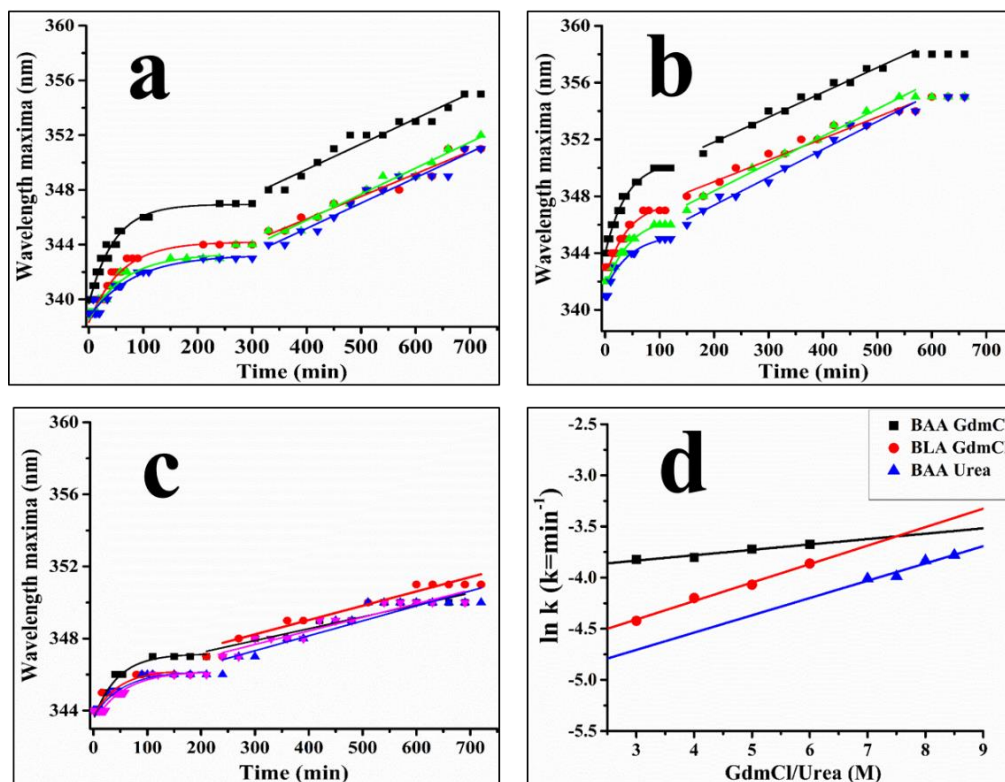 a
Wavelength maxima (nm)
360
356
352
348
344
340
0 100 200 300 400 500 600 700
Time (min)
b
Wavelength maxima (nm)
360
356
352
348
344
340
0 100 200 300 400 500 600 700
Time (min)
c
Wavelength maxima (nm)
360
356
352
348
344
0 100 200 300 400 500 600 700
Time (min)
d
ln k (k=min⁻¹)
-2.5
-3.0
-3.5
-4.0
-4.5
-5.0
-5.5
3 4 5 6 7 8 9
GdmCl/Urea (M)
BAA GdmCl
BLA GdmCl
BAA Urea